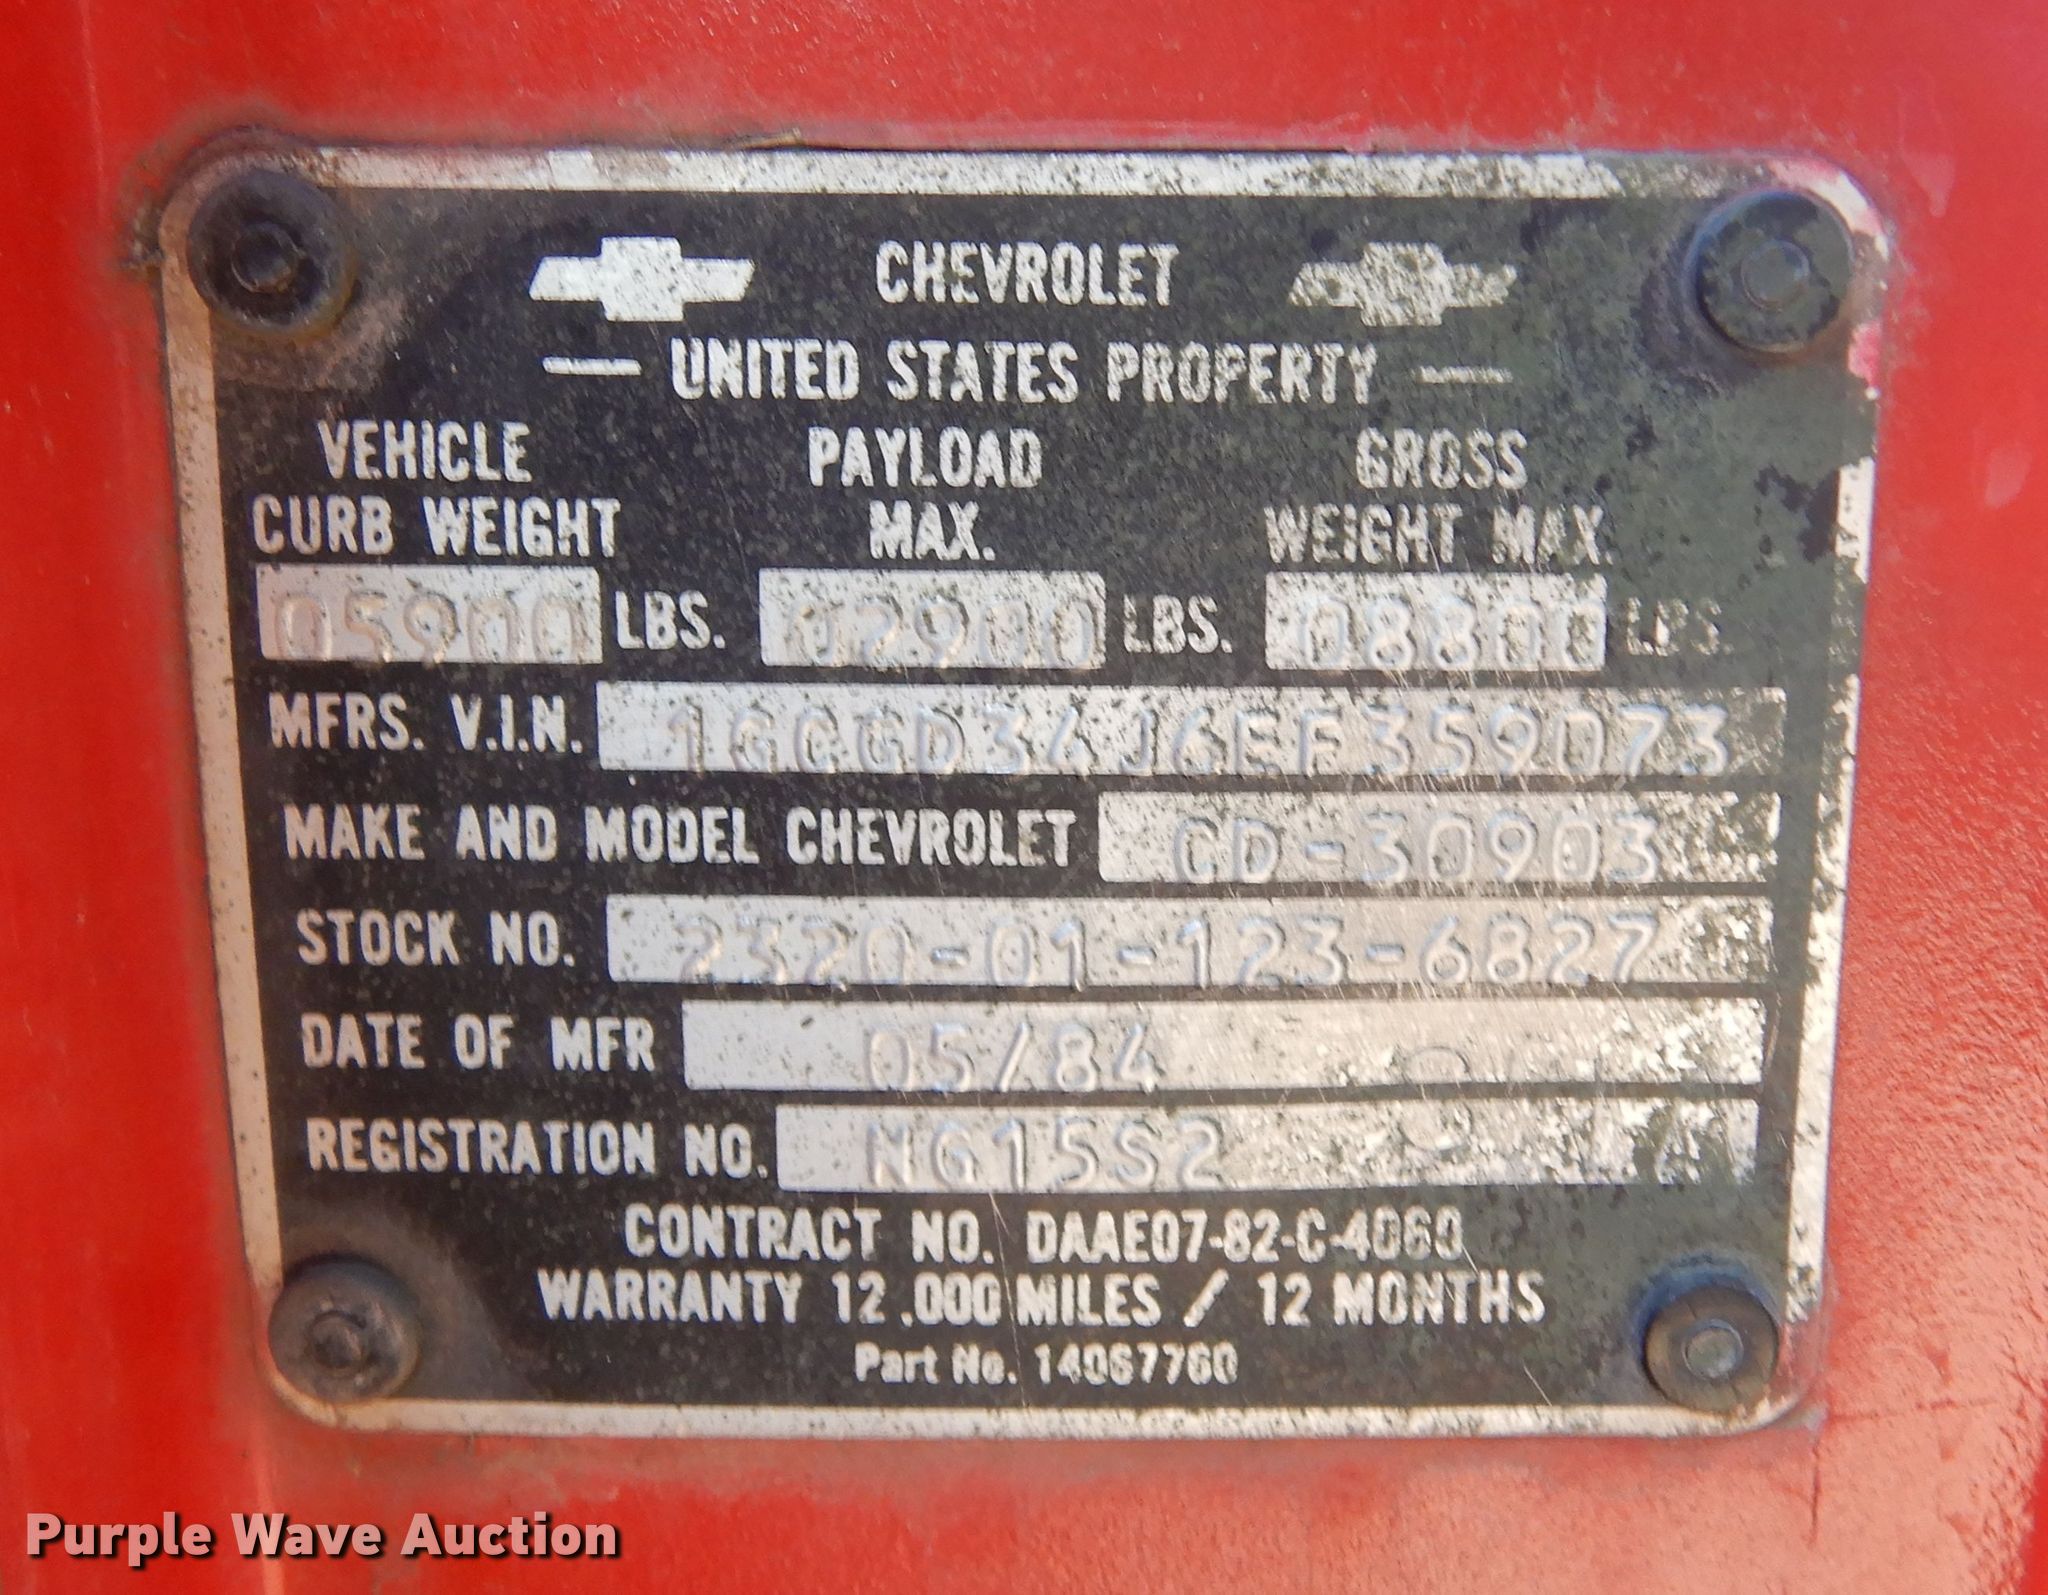 CHEVROLET
— UNITED STATES PROPERTY —
VEHICLE PAYLOAD GROSS
CURB WEIGHT MAX. WEIGHT MAX.
05900 LBS. 02900 LBS. 08800 LBS.
MFRS. V.I.N. 1GCGD34J6EF359073
MAKE AND MODEL CHEVROLET CD-30903
STOCK NO. 2320-01-123-6827
DATE OF MFR 05/84
REGISTRATION NO. NG15S2
CONTRACT NO. DAAE07-82-C-4060
WARRANTY 12,000 MILES / 12 MONTHS
Part No. 14067760
Purple Wave Auction